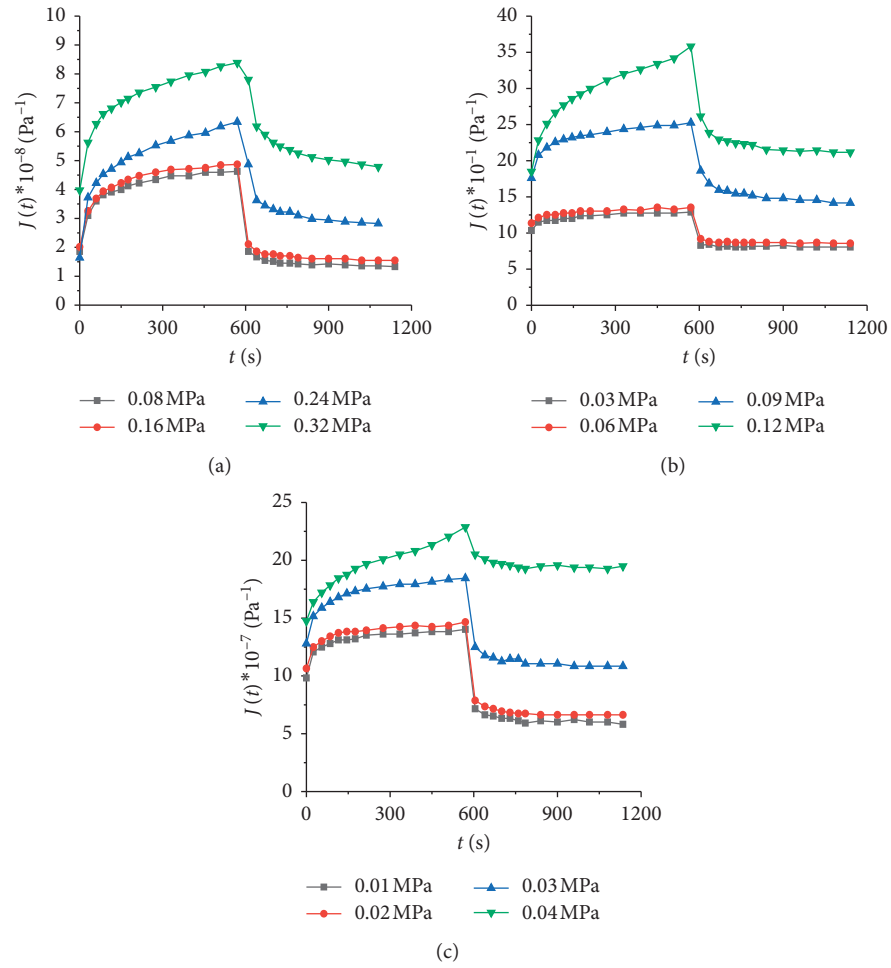 10
9
8
7
6
5
4
3
2
1
0
J (t)*10⁻⁸ (Pa⁻¹)
0 300 600 900 1200
t (s)
0.08 MPa 0.24 MPa
0.16 MPa 0.32 MPa
(a)
40
35
30
25
20
15
10
5
0
J (t)*10⁻¹ (Pa⁻¹)
0 300 600 900 1200
t (s)
0.03 MPa 0.09 MPa
0.06 MPa 0.12 MPa
(b)
25
20
15
10
5
0
J (t)*10⁻⁷ (Pa⁻¹)
0 300 600 900 1200
t (s)
0.01 MPa 0.03 MPa
0.02 MPa 0.04 MPa
(c)